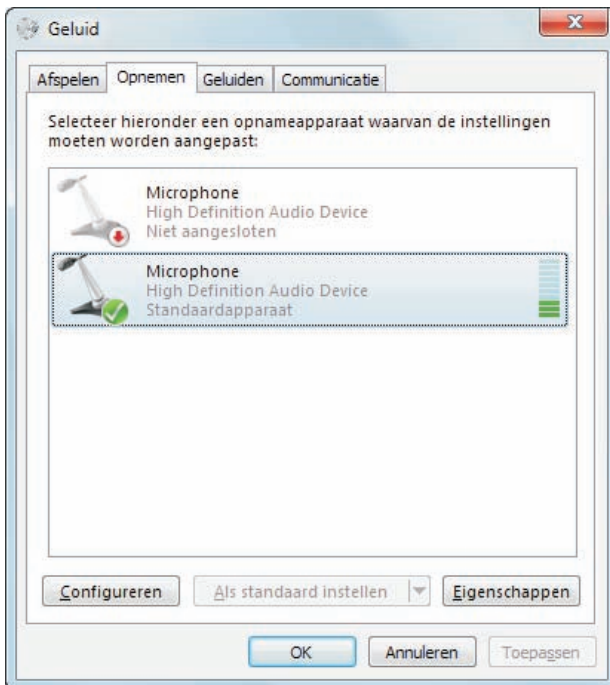 Geluid
Afspelen Opnemen Geluiden Communicatie
Selecteer hieronder een opnameapparaat waarvan de instellingen
moeten worden aangepast:
Microphone
High Definition Audio Device
Niet aangesloten
Microphone
High Definition Audio Device
Standaardapparaat
Configureren Als standaard instellen Eigenschappen
OK Annuleren Toepassen